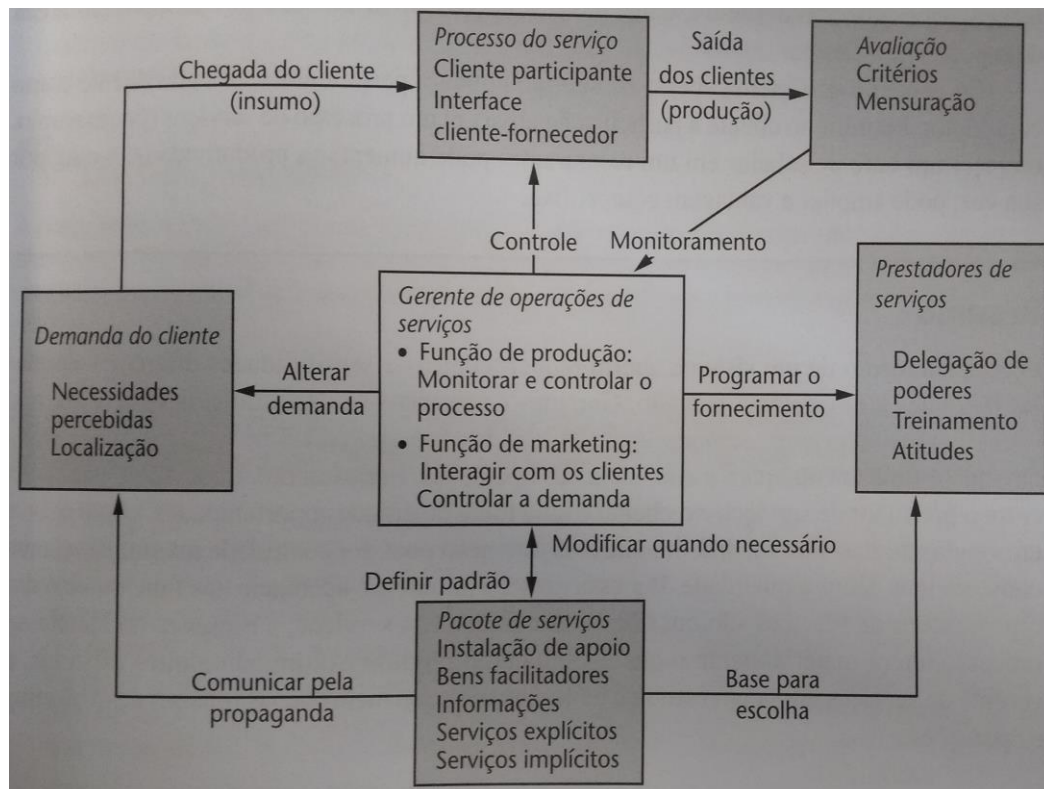 Processo do serviço
Cliente participante
Interface
cliente-fornecedor
Chegada do cliente
(insumo)
Saída
dos clientes
(produção)
Avaliação
Critérios
Mensuração
Controle
Monitoramento
Demanda do cliente
Necessidades
percebidas
Localização
Alterar
demanda
Gerente de operações de
serviços
• Função de produção:
Monitorar e controlar o
processo
• Função de marketing:
Interagir com os clientes
Controlar a demanda
Programar o
fornecimento
Prestadores de
serviços
Delegação de
poderes
Treinamento
Atitudes
Modificar quando necessário
Definir padrão
Pacote de serviços
Instalação de apoio
Bens facilitadores
Informações
Serviços explícitos
Serviços implícitos
Comunicar pela
propaganda
Base para
escolha